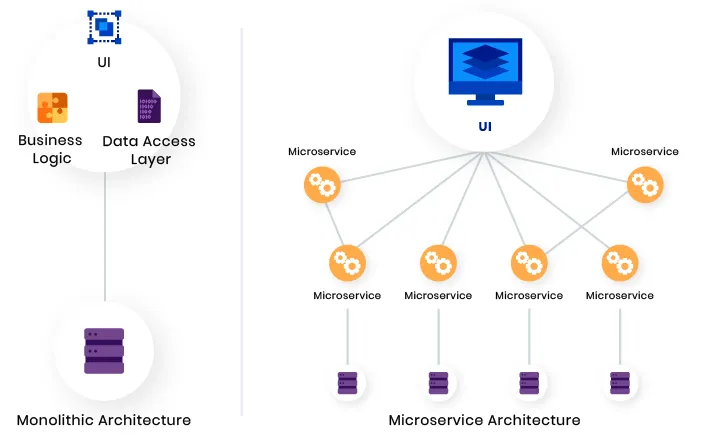 UI
Business
Logic
Data Access
Layer
Monolithic Architecture
UI
Microservice
Microservice
Microservice
Microservice
Microservice
Microservice
Microservice Architecture